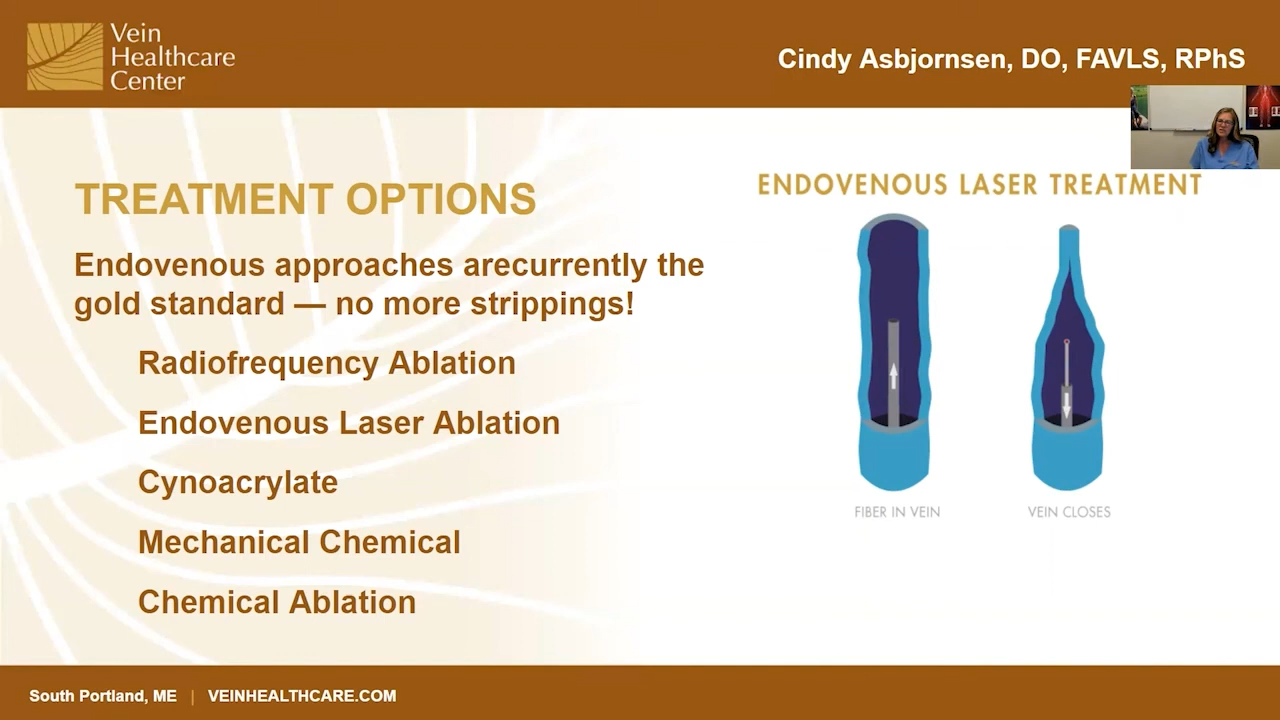 Vein
Healthcare
Center
Cindy Asbjornsen, DO, FAVLS, RPhS
TREATMENT OPTIONS
Endovenous approaches arecurrently the
gold standard — no more strippings!
Radiofrequency Ablation
Endovenous Laser Ablation
Cynoacrylate
Mechanical Chemical
Chemical Ablation
ENDOVENOUS LASER TREATMENT
FIBER IN VEIN
VEIN CLOSES
South Portland, ME | VEINHEALTHCARE.COM